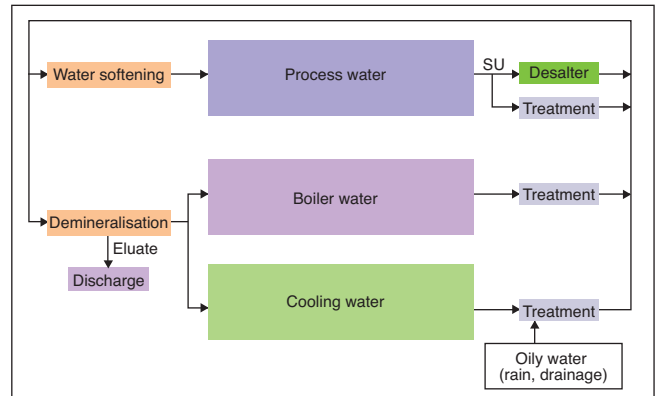 Water softening
Process water
SU
Desalter
Treatment
Boiler water
Treatment
Demineralisation
Eluate
Discharge
Cooling water
Treatment
Oily water
(rain, drainage)